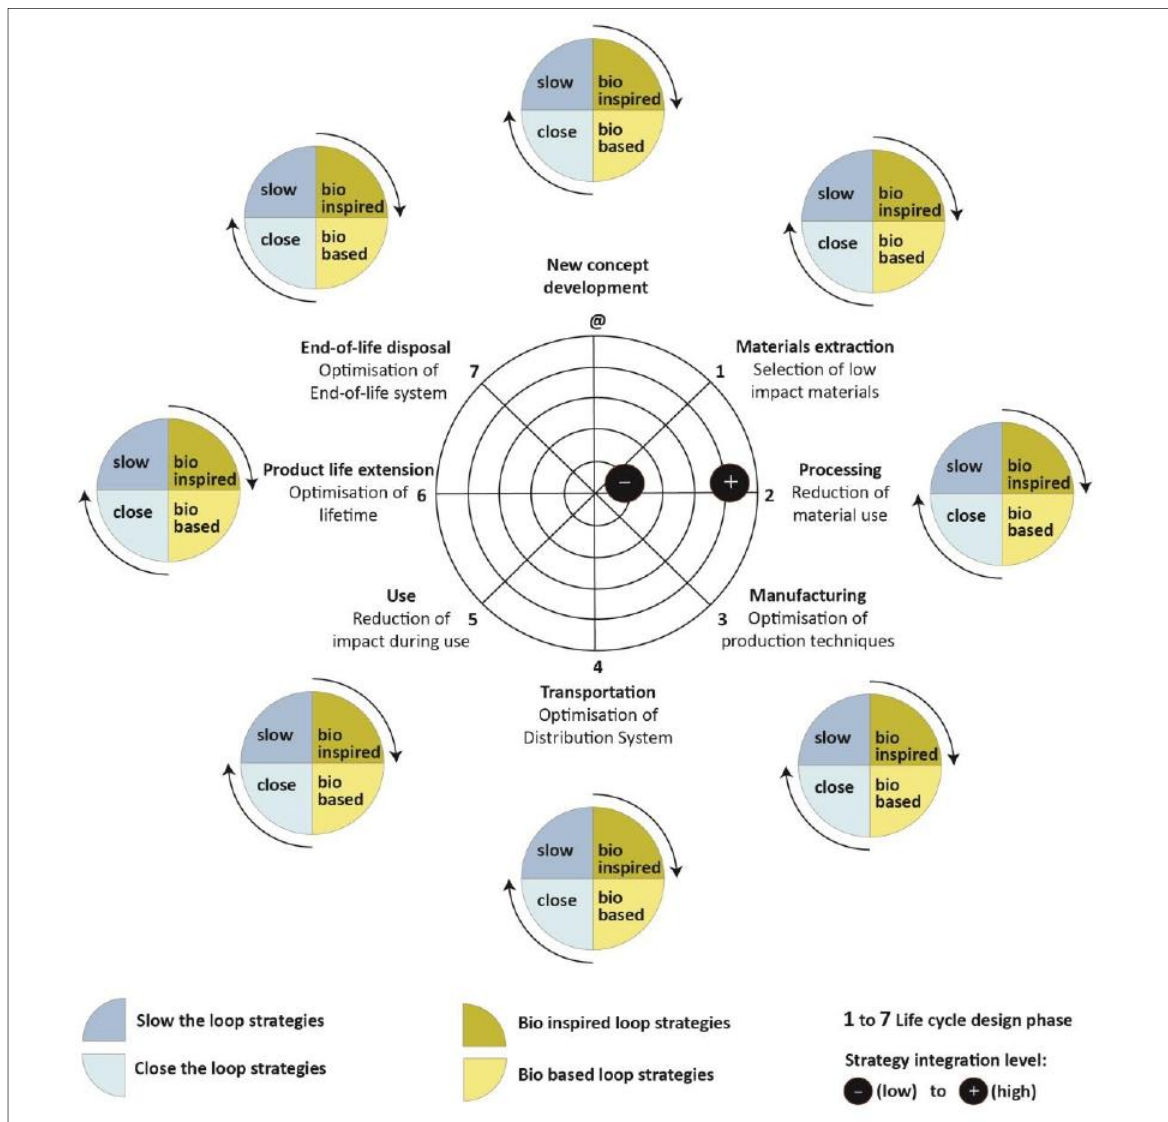 slow
bio
inspired
close
bio
based
slow
bio
inspired
close
bio
based
slow
bio
inspired
close
bio
based
New concept
development
@
End-of-life disposal
Optimisation of
End-of-life system
7
1
Materials extraction
Selection of low
impact materials
slow
bio
inspired
close
bio
based
Product life extension
Optimisation of
lifetime
6
−
+
2
Processing
Reduction of
material use
slow
bio
inspired
close
bio
based
Use
Reduction of
impact during use
5
3
Manufacturing
Optimisation of
production techniques
4
Transportation
Optimisation of
Distribution System
slow
bio
inspired
close
bio
based
slow
bio
inspired
close
bio
based
slow
bio
inspired
close
bio
based
Slow the loop strategies
Close the loop strategies
Bio inspired loop strategies
Bio based loop strategies
1 to 7 Life cycle design phase
Strategy integration level:
− (low) to + (high)